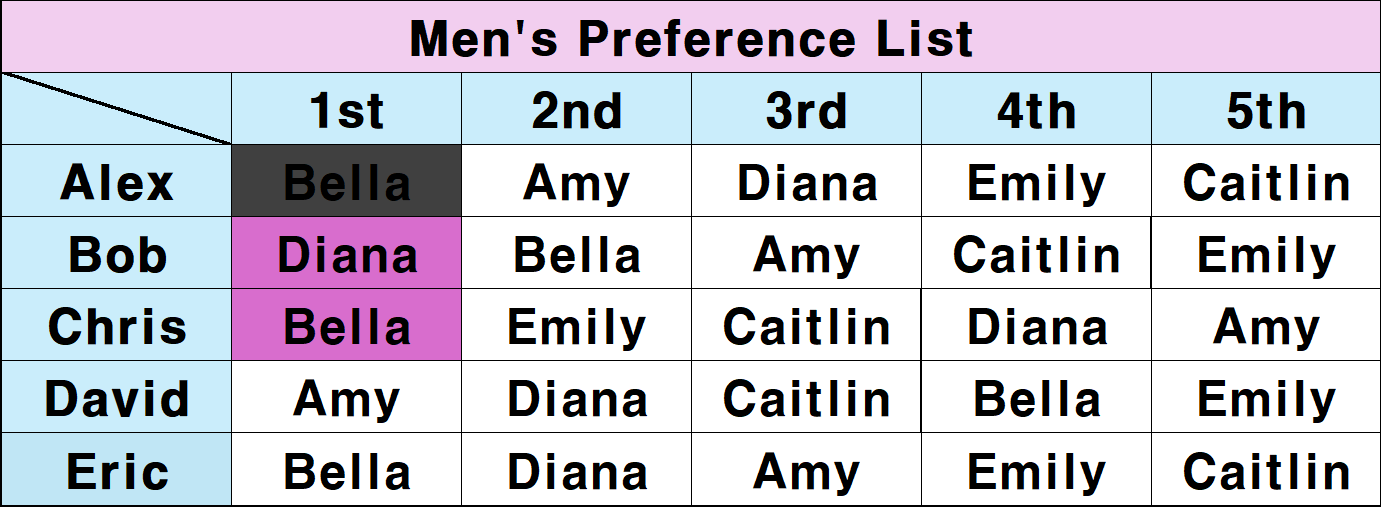 Men's Preference List
1st 2nd 3rd 4th 5th
Alex Bella Amy Diana Emily Caitlin
Bob Diana Bella Amy Caitlin Emily
Chris Bella Emily Caitlin Diana Amy
David Amy Diana Caitlin Bella Emily
Eric Bella Diana Amy Emily Caitlin